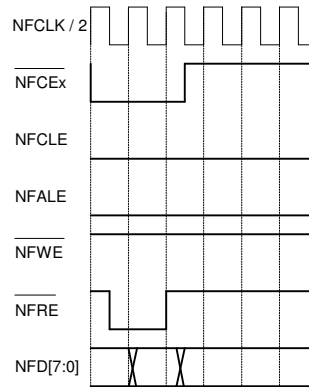 NFCLK / 2
NFCEx
NFCLE
NFALE
NFWE
NFRE
NFD[7:0]